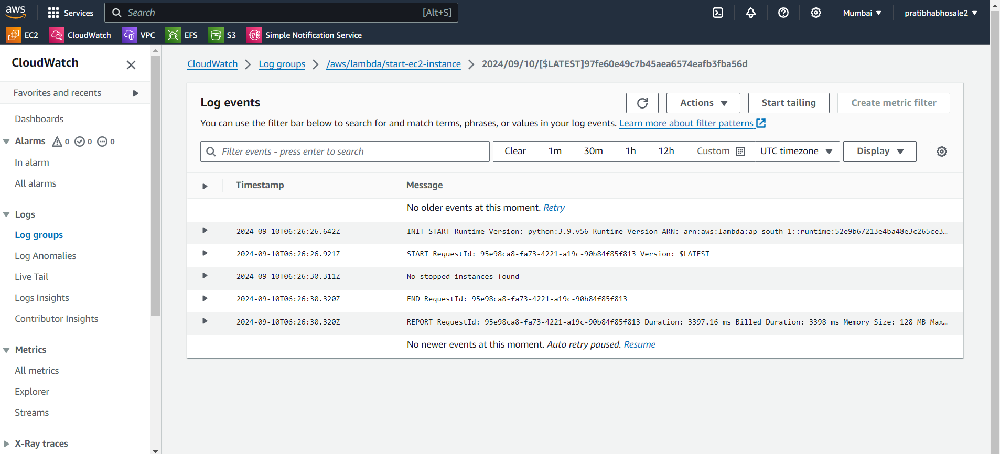 aws Services Search [Alt+S] Mumbai pratibhabhosale2
EC2 CloudWatch VPC EFS S3 Simple Notification Service
CloudWatch
Favorites and recents
Dashboards
Alarms 0 0 0
In alarm
All alarms
Logs
Log groups
Log Anomalies
Live Tail
Logs Insights
Contributor Insights
Metrics
All metrics
Explorer
Streams
X-Ray traces
CloudWatch Log groups /aws/lambda/start-ec2-instance 2024/09/10/[$LATEST]97fe60e49c7b45aea6574eafb3fba56d
Log events Actions Start tailing Create metric filter
You can use the filter bar below to search for and match terms, phrases, or values in your log events. Learn more about filter patterns
Filter events - press enter to search Clear 1m 30m 1h 12h Custom UTC timezone Display
Timestamp Message
No older events at this moment. Retry
2024-09-10T06:26:26.642Z INIT_START Runtime Version: python:3.9.v56 Runtime Version ARN: arn:aws:lambda:ap-south-1::runtime:52e9b67213e4ba48e3c265ce3…
2024-09-10T06:26:26.921Z START RequestId: 95e98ca8-fa73-4221-a19c-90b84f85f813 Version: $LATEST
2024-09-10T06:26:30.311Z No stopped instances found
2024-09-10T06:26:30.320Z END RequestId: 95e98ca8-fa73-4221-a19c-90b84f85f813
2024-09-10T06:26:30.320Z REPORT RequestId: 95e98ca8-fa73-4221-a19c-90b84f85f813 Duration: 3397.16 ms Billed Duration: 3398 ms Memory Size: 128 MB Max…
No newer events at this moment. Auto retry paused. Resume